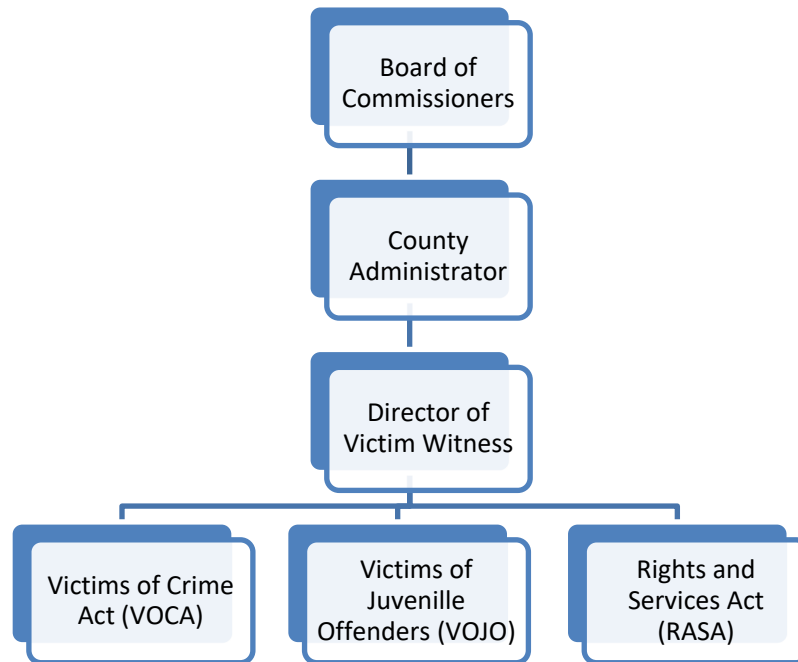 Board of
Commissioners
County
Administrator
Director of
Victim Witness
Victims of Crime
Act (VOCA)
Victims of
Juvenille
Offenders (VOJO)
Rights and
Services Act
(RASA)